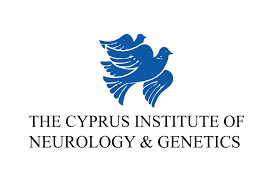 THE CYPRUS INSTITUTE OF
NEUROLOGY & GENETICS